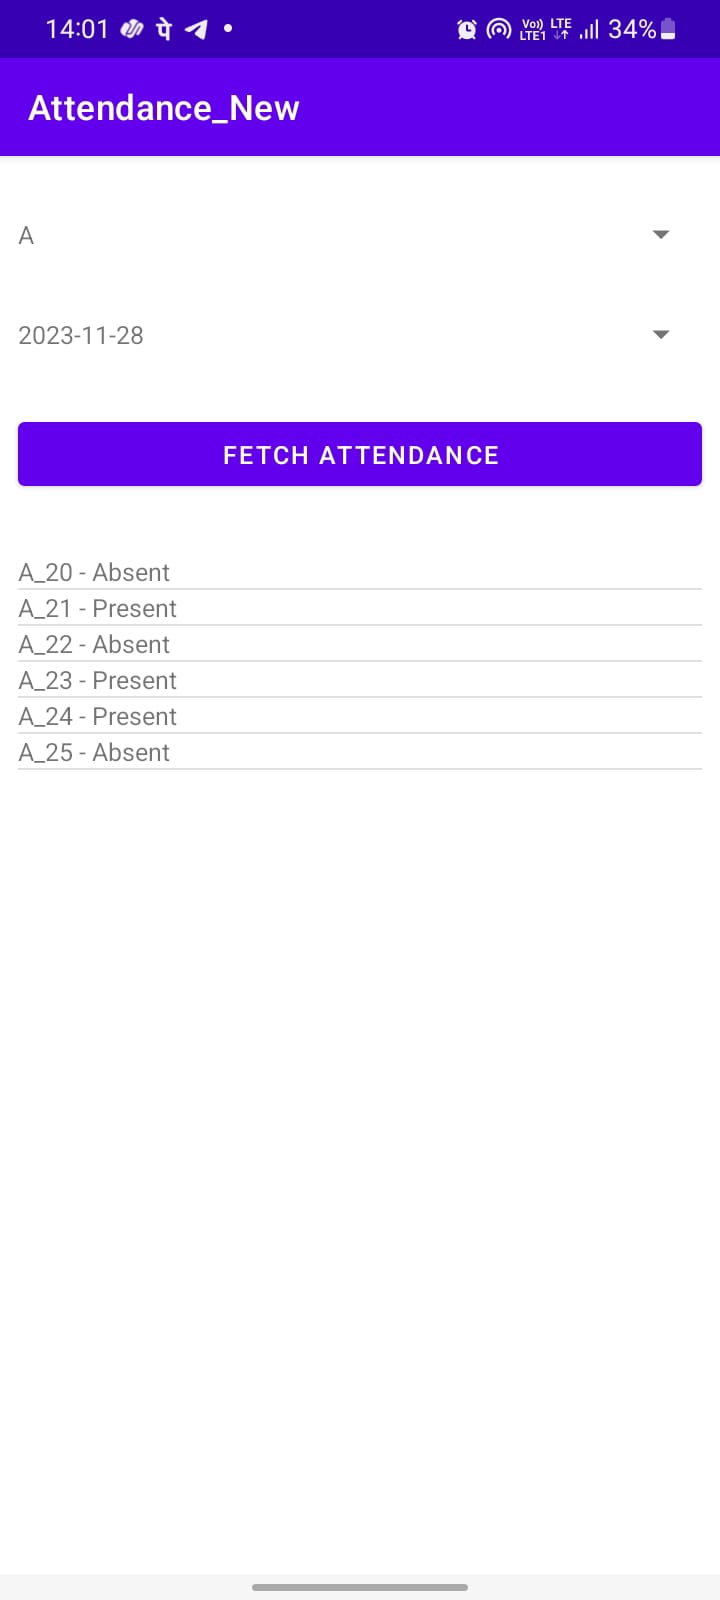 14:01 पे Vo)) LTE 34%
LTE1
Attendance_New
A
2023-11-28
FETCH ATTENDANCE
A_20 - Absent
A_21 - Present
A_22 - Absent
A_23 - Present
A_24 - Present
A_25 - Absent